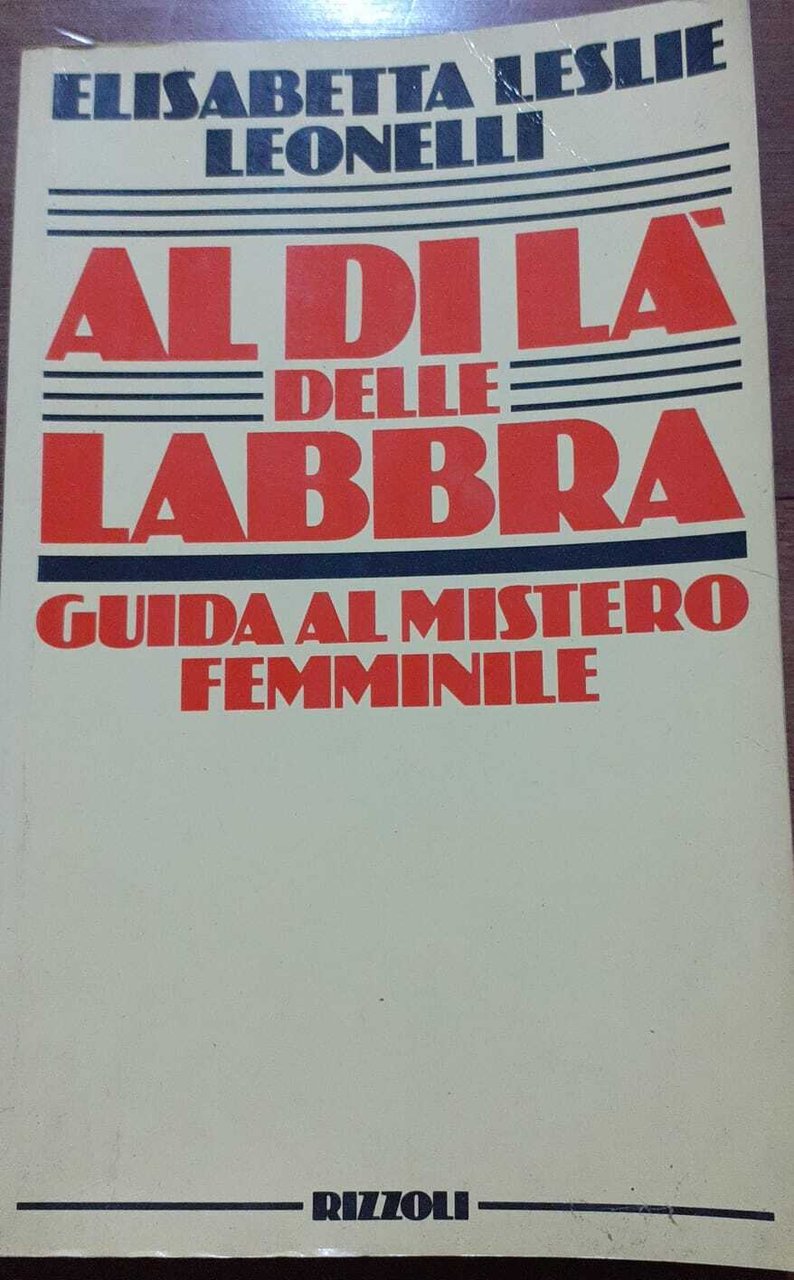 ELISABETTA LESLIE
LEONELLI
AL DI LÀ
DELLE
LABBRA
GUIDA AL MISTERO
FEMMINILE
RIZZOLI